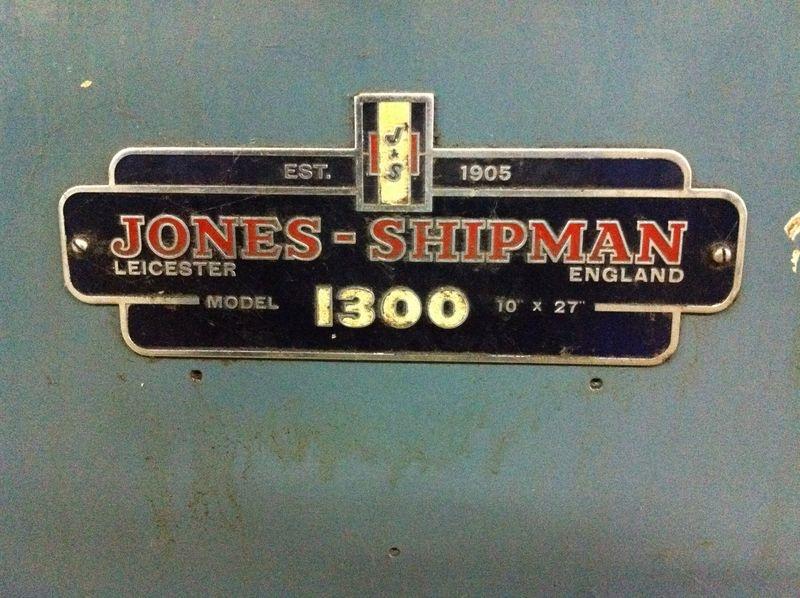 J
&
S
EST. 1905
JONES - SHIPMAN
LEICESTER ENGLAND
MODEL 1300 10" x 27"